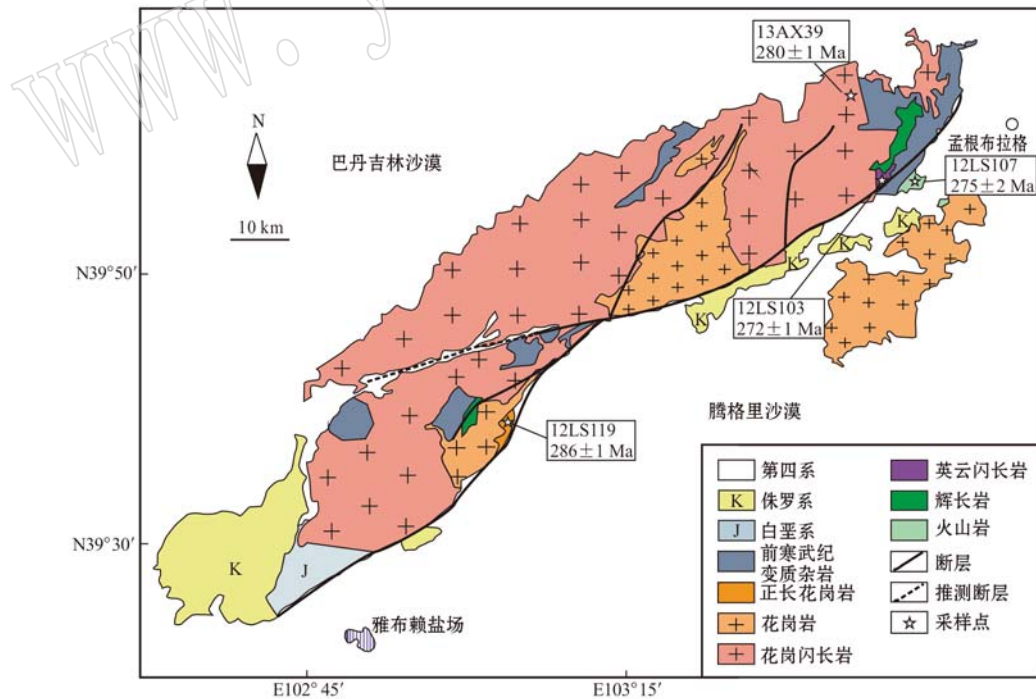 www.y
13AX39
280±1 Ma
N
巴丹吉林沙漠
孟根布拉格
12LS107
275±2 Ma
10 km
K
K
N39°50′
K
K
12LS103
272±1 Ma
腾格里沙漠
12LS119
286±1 Ma
N39°30′
K
J
雅布赖盐场
第四系
K 侏罗系
J 白垩系
前寒武纪
变质杂岩
正长花岗岩
花岗岩
花岗闪长岩
英云闪长岩
辉长岩
火山岩
断层
推测断层
采样点
E102°45′
E103°15′